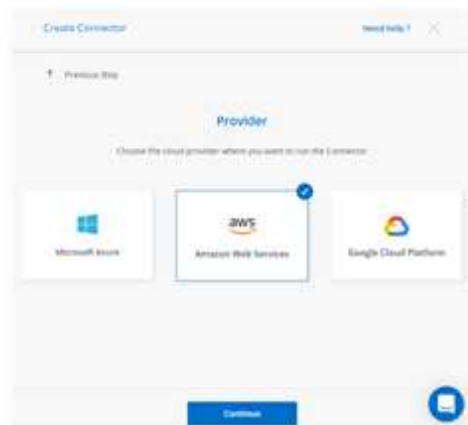 Create Connector
Need help ?
Previous Step
Provider
Choose the cloud provider where you want to run the Connector
aws
Microsoft Azure
Amazon Web Services
Google Cloud Platform
Continue